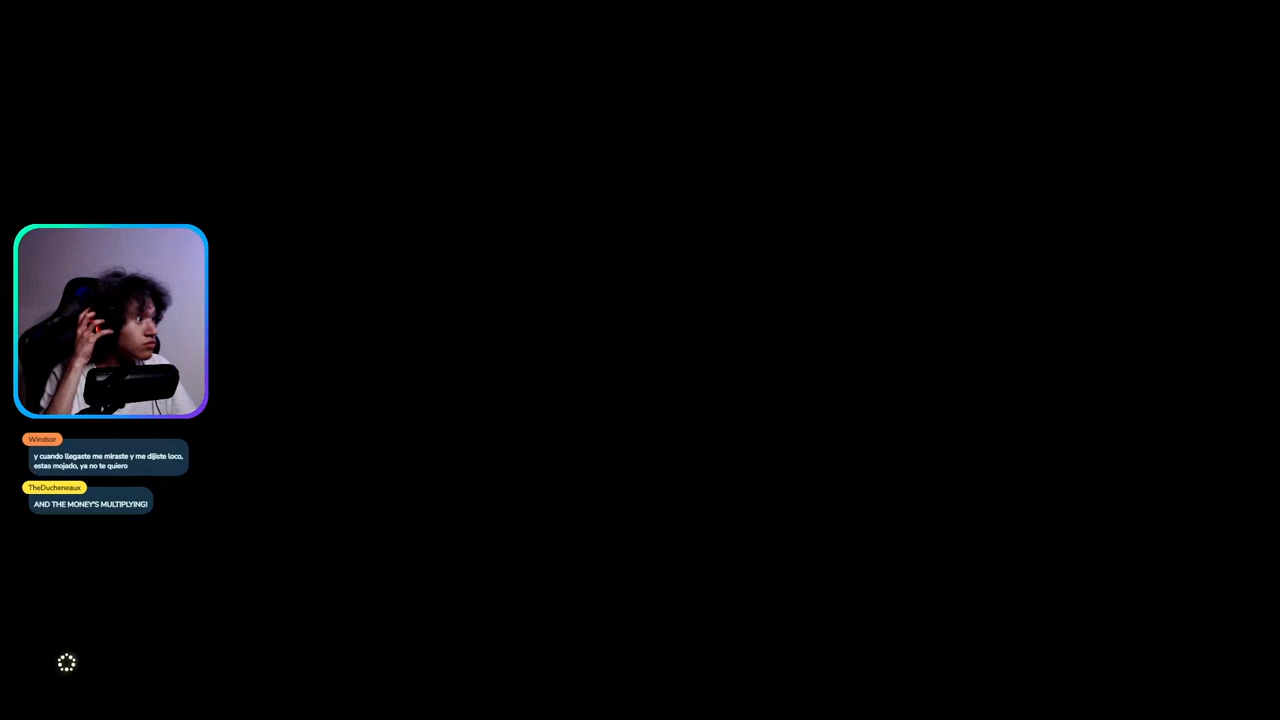 Windsor
y cuando llegaste me miraste y me dijiste loco,
estas mojado, ya no te quiero
TheDucheneaux
AND THE MONEY'S MULTIPLYING!